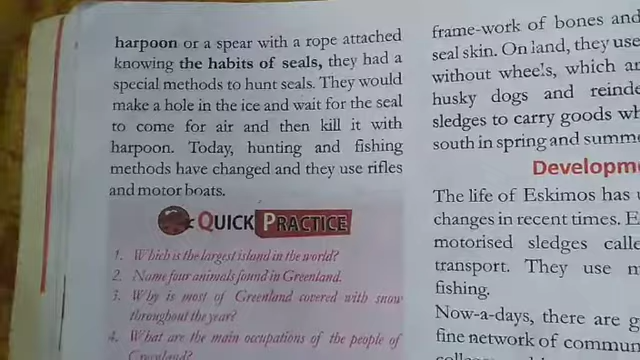 harpoon or a spear with a rope attached
knowing the habits of seals, they had a
special methods to hunt seals. They would
make a hole in the ice and wait for the seal
to come for air and then kill it with
harpoon. Today, hunting and fishing
methods have changed and they use rifles
and motor boats.
QUICK PRACTICE
1. Which is the largest island in the world?
2. Name four animals found in Greenland.
3. Why is most of Greenland covered with snow
throughout the year?
4. What are the main occupations of the people of
Greenland?
frame-work of bones and
seal skin. On land, they use
without wheels, which ar
husky dogs and reinde
sledges to carry goods wh
south in spring and summe
Developm
The life of Eskimos has
changes in recent times. E
motorised sledges calle
transport. They use m
fishing.
Now-a-days, there are g
fine network of commun